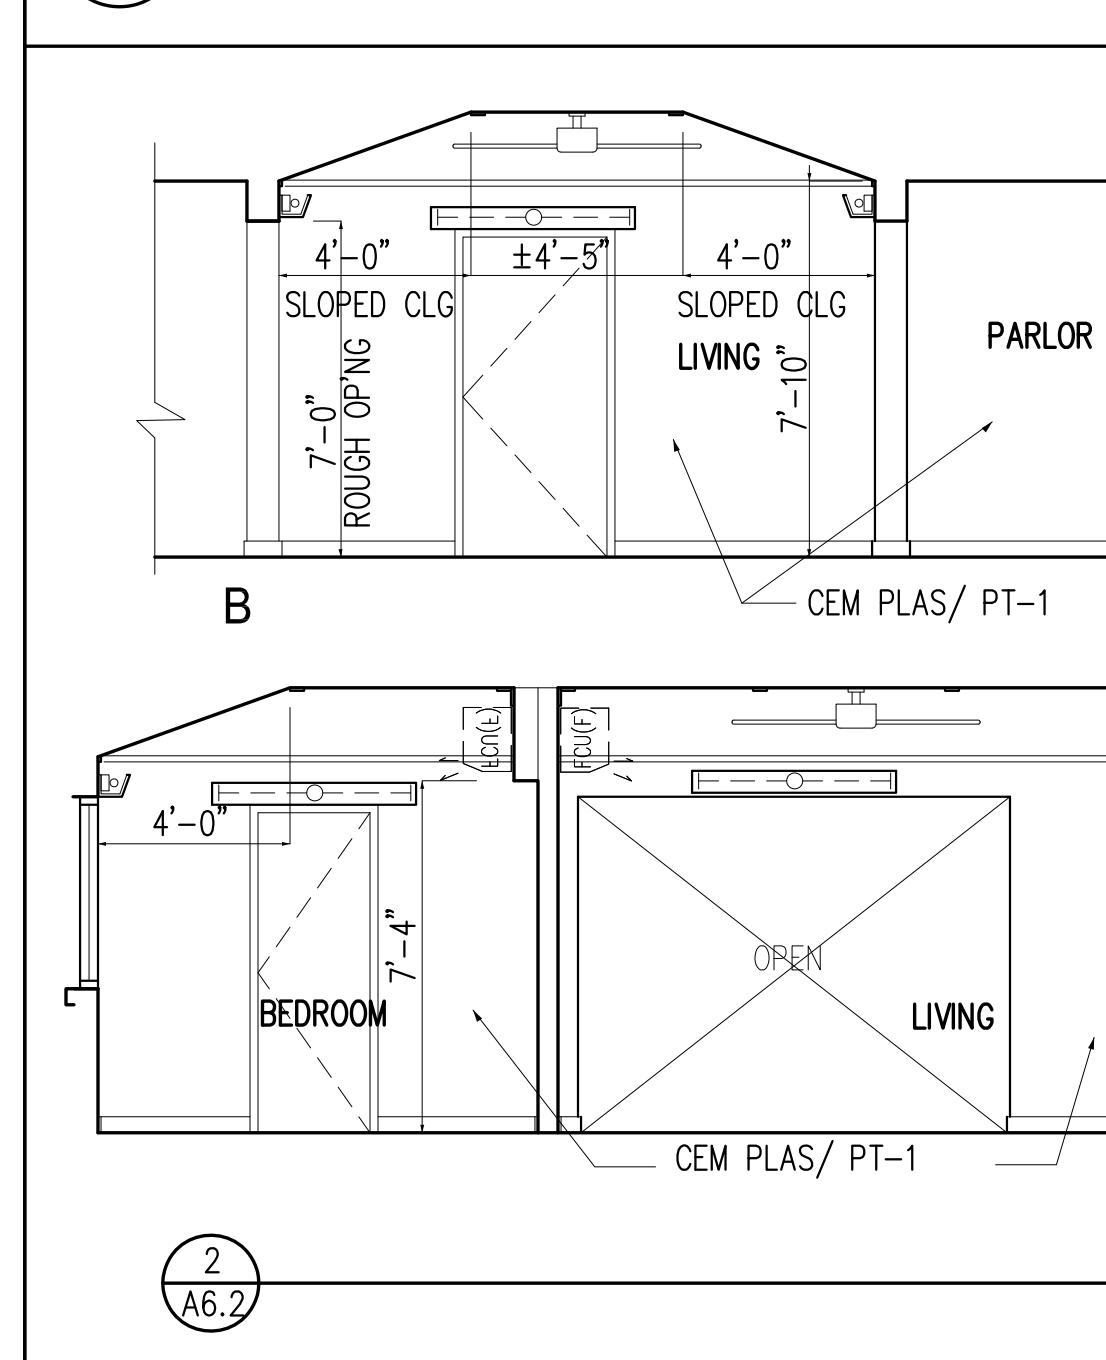 4'-0" ±4'-5" 4'-0"
SLOPED CLG SLOPED CLG
LIVING
PARLOR
7'-0"
ROUGH OP'NG
7'-10"
CEM PLAS/ PT-1
B
FCU(E)
FCU(F)
4'-0"
7'-4"
OPEN
BEDROOM
LIVING
CEM PLAS/ PT-1
2
A6.2